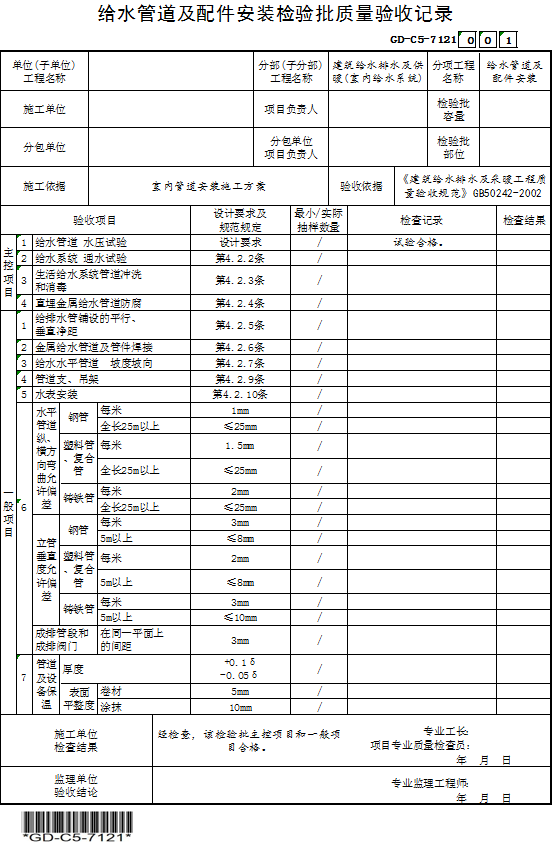 给水管道及配件安装检验批质量验收记录
GD-C5-7121 0 0 1
单位(子单位)
工程名称
分部(子分部)
工程名称
建筑给水排水及供
暖(室内给水系统)
分项工程
名称
给水管道及
配件安装
施工单位
项目负责人
检验批
容量
分包单位
分包单位
项目负责人
检验批
部位
施工依据
室内管道安装施工方案
验收依据
《建筑给水排水及采暖工程质
量验收规范》GB50242-2002
验收项目
设计要求及
规范规定
最小/实际
抽样数量
检查记录
检查结果
主控项目
1 给水管道 水压试验 设计要求 / 试验合格。
2 给水系统 通水试验 第4.2.2条 /
3 生活给水系统管道冲洗
和消毒
第4.2.3条 /
4 直埋金属给水管道防腐 第4.2.4条 /
一般项目
1 给排水管铺设的平行、
垂直净距
第4.2.5条 /
2 金属给水管道及管件焊接 第4.2.6条 /
3 给水水平管道 坡度坡向 第4.2.7条 /
4 管道支、吊架 第4.2.9条 /
5 水表安装 第4.2.10条 /
6
水平
管道
纵、
横方
向弯
曲允
许偏
差
钢管
每米 1mm /
全长25m以上 ≤25mm /
塑料管
、复合
管
每米 1.5mm /
全长25m以上 ≤25mm /
铸铁管
每米 2mm /
全长25m以上 ≤25mm /
立管
垂直
度允
许偏
差
钢管
每米 3mm /
5m以上 ≤8mm /
塑料管
、复合
管
每米 2mm /
5m以上 ≤8mm /
铸铁管
每米 3mm /
5m以上 ≤10mm /
成排管段和
成排阀门
在同一平面上
的间距
3mm /
7
管道
及设
备保
温
厚度
+0.1δ
-0.05δ
/
表面
平整度
卷材 5mm /
涂抹 10mm /
施工单位
检查结果
经检查，该检验批主控项目和一般项
目合格。
专业工长：
项目专业质量检查员：
年 月 日
监理单位
验收结论
专业监理工程师：
年 月 日
*GD-C5-7121*